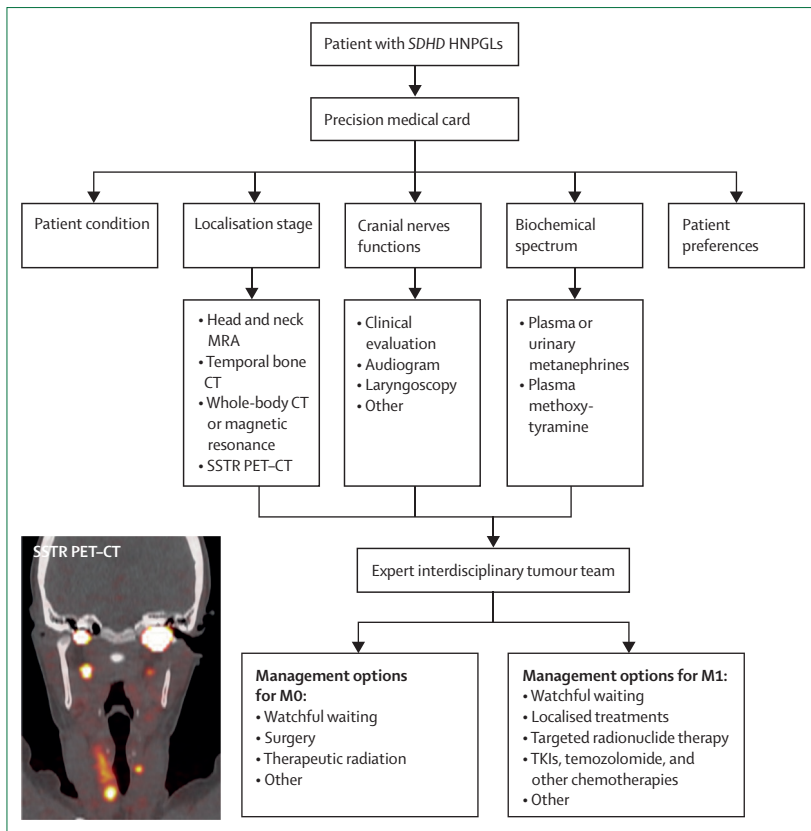 Patient with SDHD HNPGLs
Precision medical card
Patient condition
Localisation stage
Cranial nerves
functions
Biochemical
spectrum
Patient
preferences
• Head and neck
MRA
• Temporal bone
CT
• Whole-body CT
or magnetic
resonance
• SSTR PET–CT
• Clinical
evaluation
• Audiogram
• Laryngoscopy
• Other
• Plasma or
urinary
metanephrines
• Plasma
methoxy-
tyramine
SSTR PET–CT
Expert interdisciplinary tumour team
Management options
for M0:
• Watchful waiting
• Surgery
• Therapeutic radiation
• Other
Management options for M1:
• Watchful waiting
• Localised treatments
• Targeted radionuclide therapy
• TKIs, temozolomide, and
other chemotherapies
• Other